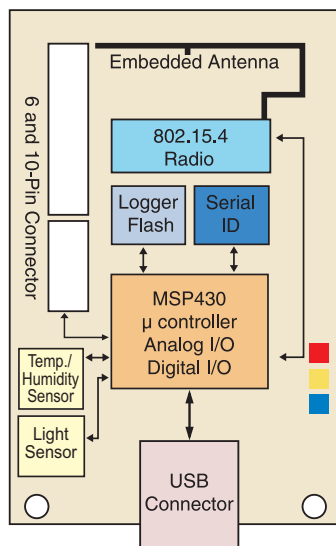 Embedded Antenna
6 and 10-Pin Connector
802.15.4
Radio
Logger
Flash
Serial
ID
MSP430
µ controller
Analog I/O
Digital I/O
Temp./
Humidity
Sensor
Light
Sensor
USB
Connector